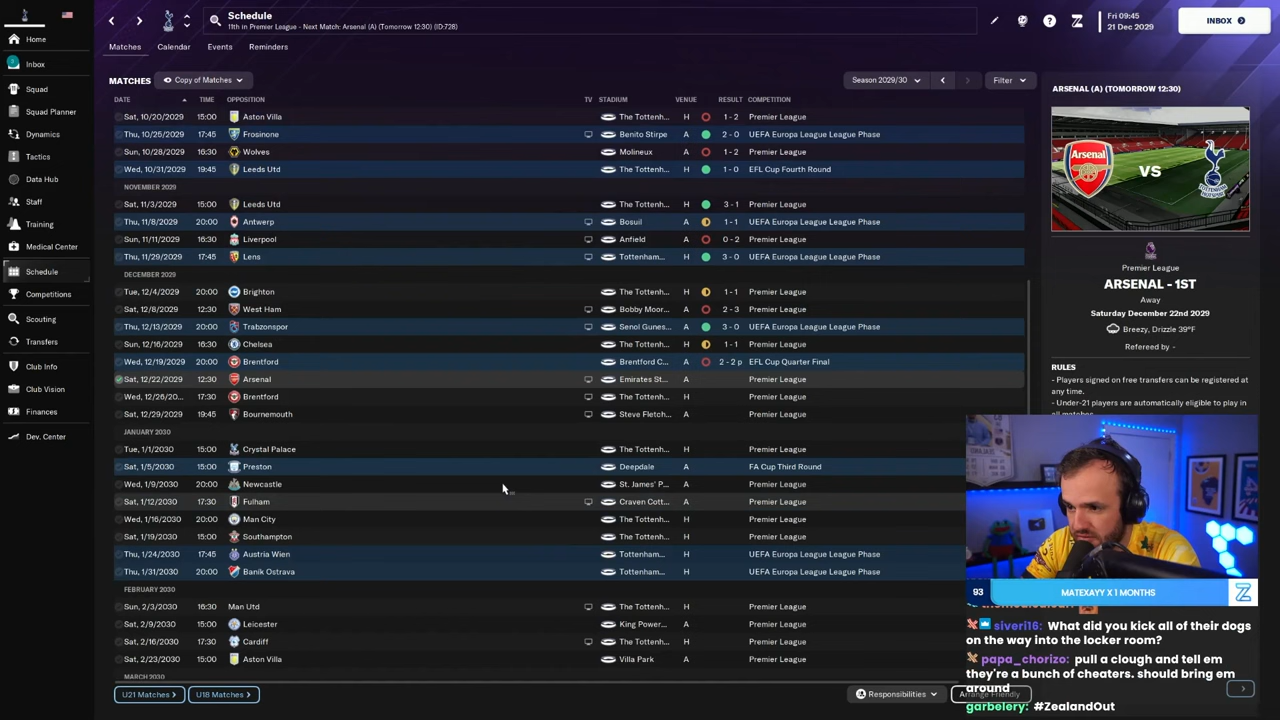 Schedule
11th in Premier League - Next Match: Arsenal (A) (Tomorrow 12:30) (ID:728)
Fri 09:45
21 Dec 2029
INBOX
Home
Inbox
Squad
Squad Planner
Dynamics
Tactics
Data Hub
Staff
Training
Medical Center
Schedule
Competitions
Scouting
Transfers
Club Info
Club Vision
Finances
Dev. Center
Matches Calendar Events Reminders
MATCHES Copy of Matches Season 2029/30 Filter
DATE TIME OPPOSITION TV STADIUM VENUE RESULT COMPETITION
Sat, 10/20/2029 15:00 Aston Villa The Tottenh... H 1 - 2 Premier League
Thu, 10/25/2029 17:45 Frosinone Benito Stirpe A 2 - 0 UEFA Europa League League Phase
Sun, 10/28/2029 16:30 Wolves Molineux A 1 - 2 Premier League
Wed, 10/31/2029 19:45 Leeds Utd The Tottenh... H 1 - 0 EFL Cup Fourth Round
NOVEMBER 2029
Sat, 11/3/2029 15:00 Leeds Utd The Tottenh... H 3 - 1 Premier League
Thu, 11/8/2029 20:00 Antwerp Bosuil A 1 - 1 UEFA Europa League League Phase
Sun, 11/11/2029 16:30 Liverpool Anfield A 0 - 2 Premier League
Thu, 11/29/2029 17:45 Lens Tottenham... H 3 - 0 UEFA Europa League League Phase
DECEMBER 2029
Tue, 12/4/2029 20:00 Brighton The Tottenh... H 1 - 1 Premier League
Sat, 12/8/2029 12:30 West Ham Bobby Moor... A 2 - 3 Premier League
Thu, 12/13/2029 20:00 Trabzonspor Senol Gunes... A 3 - 0 UEFA Europa League League Phase
Sun, 12/16/2029 16:30 Chelsea The Tottenh... H 1 - 1 Premier League
Wed, 12/19/2029 20:00 Brentford Brentford C... A 2 - 2 p EFL Cup Quarter Final
Sat, 12/22/2029 12:30 Arsenal Emirates St... A Premier League
Wed, 12/26/20... 17:30 Brentford The Tottenh... H Premier League
Sat, 12/29/2029 19:45 Bournemouth Steve Fletch... A Premier League
JANUARY 2030
Tue, 1/1/2030 15:00 Crystal Palace The Tottenh... H Premier League
Sat, 1/5/2030 15:00 Preston Deepdale A FA Cup Third Round
Wed, 1/9/2030 20:00 Newcastle St. James' P... A Premier League
Sat, 1/12/2030 17:30 Fulham Craven Cott... A Premier League
Wed, 1/16/2030 20:00 Man City The Tottenh... H Premier League
Sat, 1/19/2030 15:00 Southampton The Tottenh... H Premier League
Thu, 1/24/2030 17:45 Austria Wien Tottenham... H UEFA Europa League League Phase
Thu, 1/31/2030 20:00 Baník Ostrava Tottenham... H UEFA Europa League League Phase
FEBRUARY 2030
Sun, 2/3/2030 16:30 Man Utd The Tottenh... H Premier League
Sat, 2/9/2030 15:00 Leicester King Power... A Premier League
Sat, 2/16/2030 17:30 Cardiff The Tottenh... H Premier League
Sat, 2/23/2030 15:00 Aston Villa Villa Park A Premier League
MARCH 2030
U21 Matches U18 Matches Responsibilities Arrange Friendly
ARSENAL (A) (TOMORROW 12:30)
Arsenal VS
Premier League
ARSENAL - 1ST
Away
Saturday December 22nd 2029
Breezy, Drizzle 39°F
Refereed by -
RULES
- Players signed on free transfers can be registered at
any time.
- Under-21 players are automatically eligible to play in
all matches.
93 MATEXAYY X 1 MONTHS
siveri16: What did you kick all of their dogs
on the way into the locker room?
papa_chorizo: pull a clough and tell em
they're a bunch of cheaters. should bring em
around
garbelery: #ZealandOut